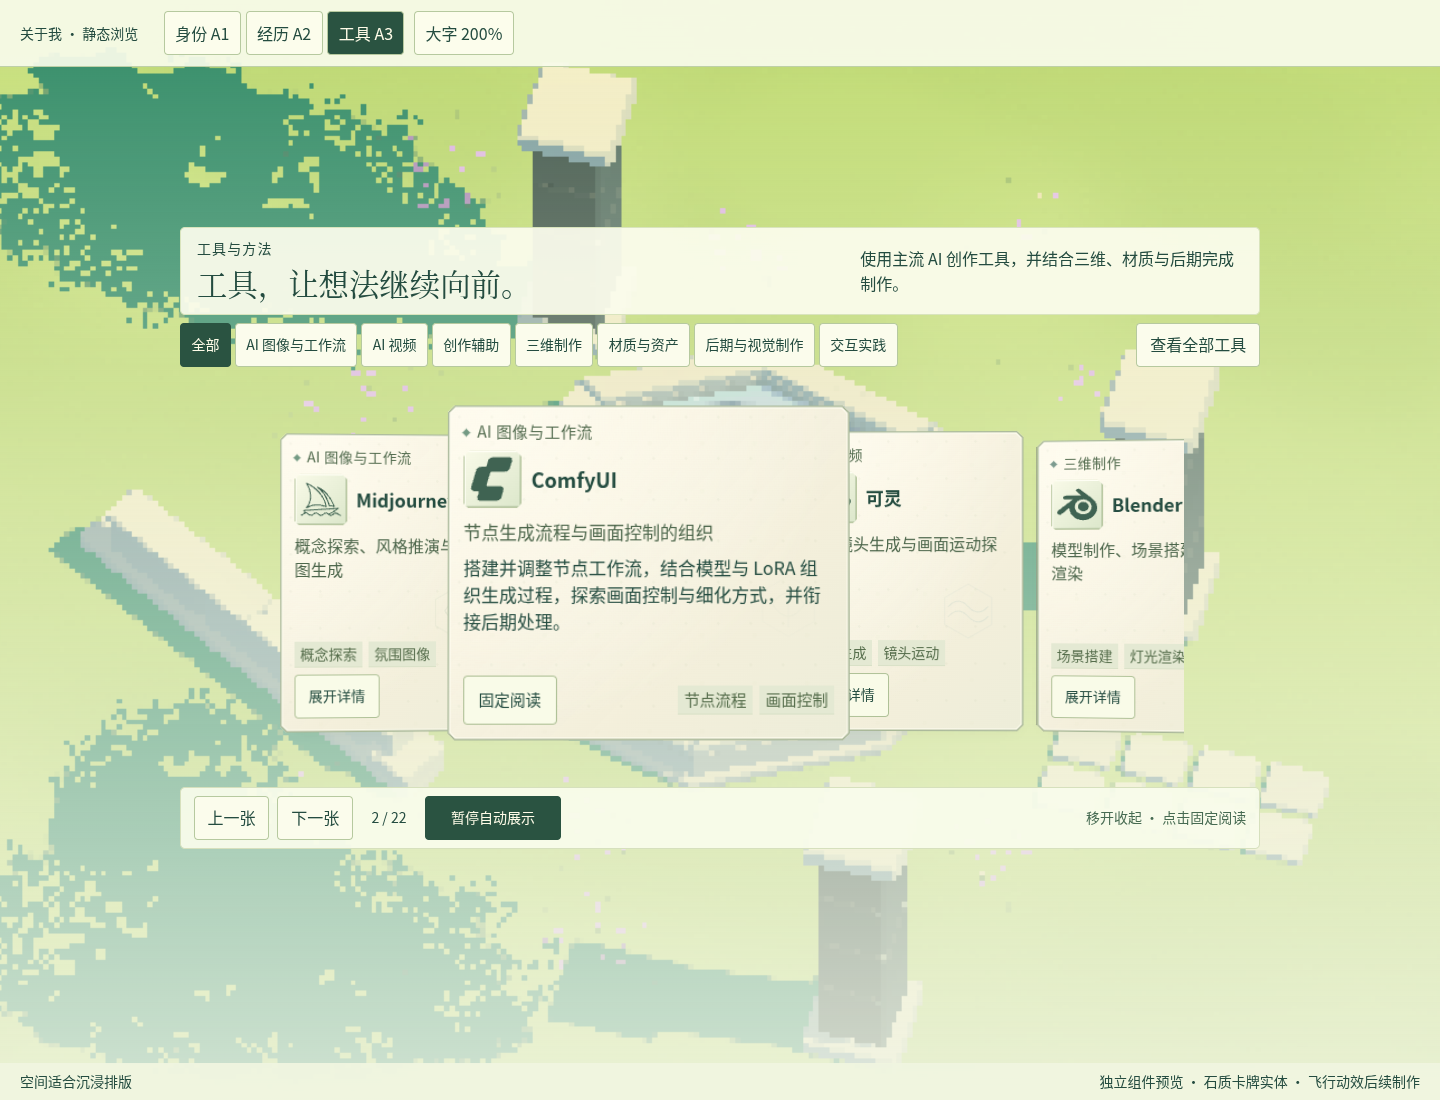 关于我 · 静态浏览
身份 A1
经历 A2
工具 A3
大字 200%
工具与方法
工具，让想法继续向前。
使用主流 AI 创作工具，并结合三维、材质与后期完成
制作。
全部
AI 图像与工作流
AI 视频
创作辅助
三维制作
材质与资产
后期与视觉制作
交互实践
查看全部工具
AI 图像与工作流
Midjourne
概念探索、风格推演与
图生成
概念探索
氛围图像
展开详情
AI 图像与工作流
ComfyUI
节点生成流程与画面控制的组织
搭建并调整节点工作流，结合模型与 LoRA 组
织生成过程，探索画面控制与细化方式，并衔
接后期处理。
固定阅读
节点流程
画面控制
频
可灵
镜头生成与画面运动探
生成
镜头运动
详情
三维制作
Blender
模型制作、场景搭建
渲染
场景搭建
灯光渲染
展开详情
上一张
下一张
2 / 22
暂停自动展示
移开收起 · 点击固定阅读
空间适合沉浸排版
独立组件预览 · 石质卡牌实体 · 飞行动效后续制作